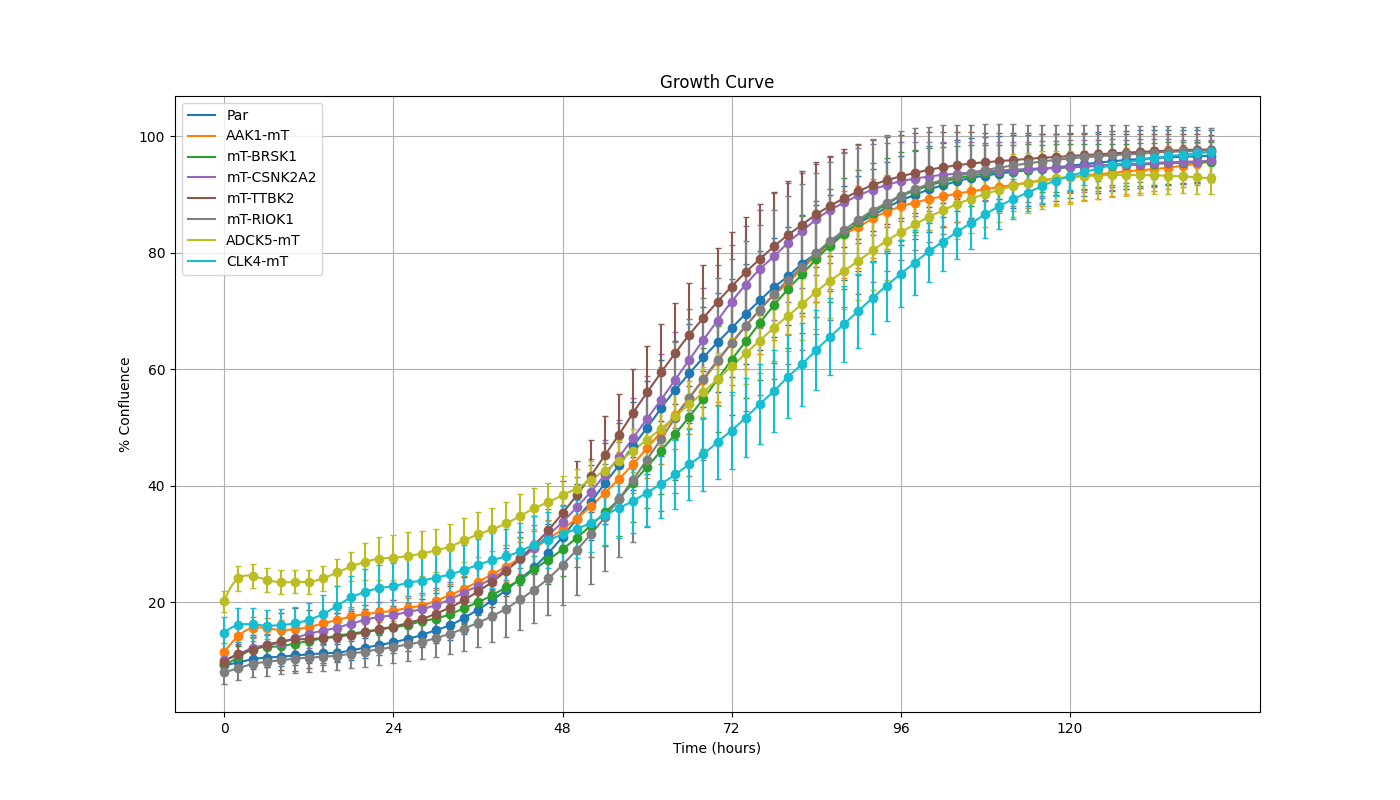 Growth Curve
Par
AAK1-mT
mT-BRSK1
mT-CSNK2A2
mT-TTBK2
mT-RIOK1
ADCK5-mT
CLK4-mT
100
80
60
40
20
% Confluence
0 24 48 72 96 120
Time (hours)